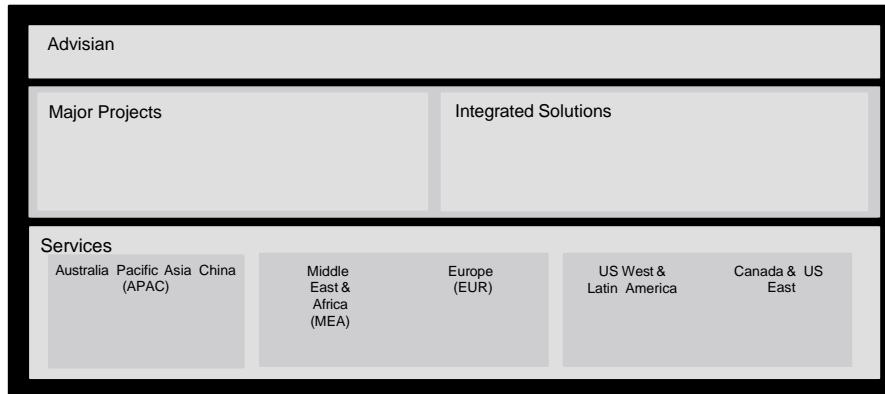 Advisian
Major Projects
Integrated Solutions
Services
Australia Pacific Asia China
(APAC)
Middle
East &
Africa
(MEA)
Europe
(EUR)
US West &
Latin America
Canada & US
East